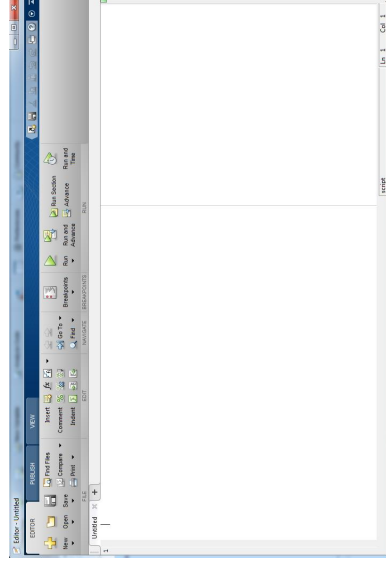 Editor - Untitled
EDITOR PUBLISH VIEW
New Open Save
Find Files
Compare
Print
Insert fx
Comment %
Indent
Go To
Find
Breakpoints
Run
Run and Advance
Run Section
Advance
Run and Time
FILE EDIT NAVIGATE BREAKPOINTS RUN
Untitled × +
1
script Ln 1 Col 1